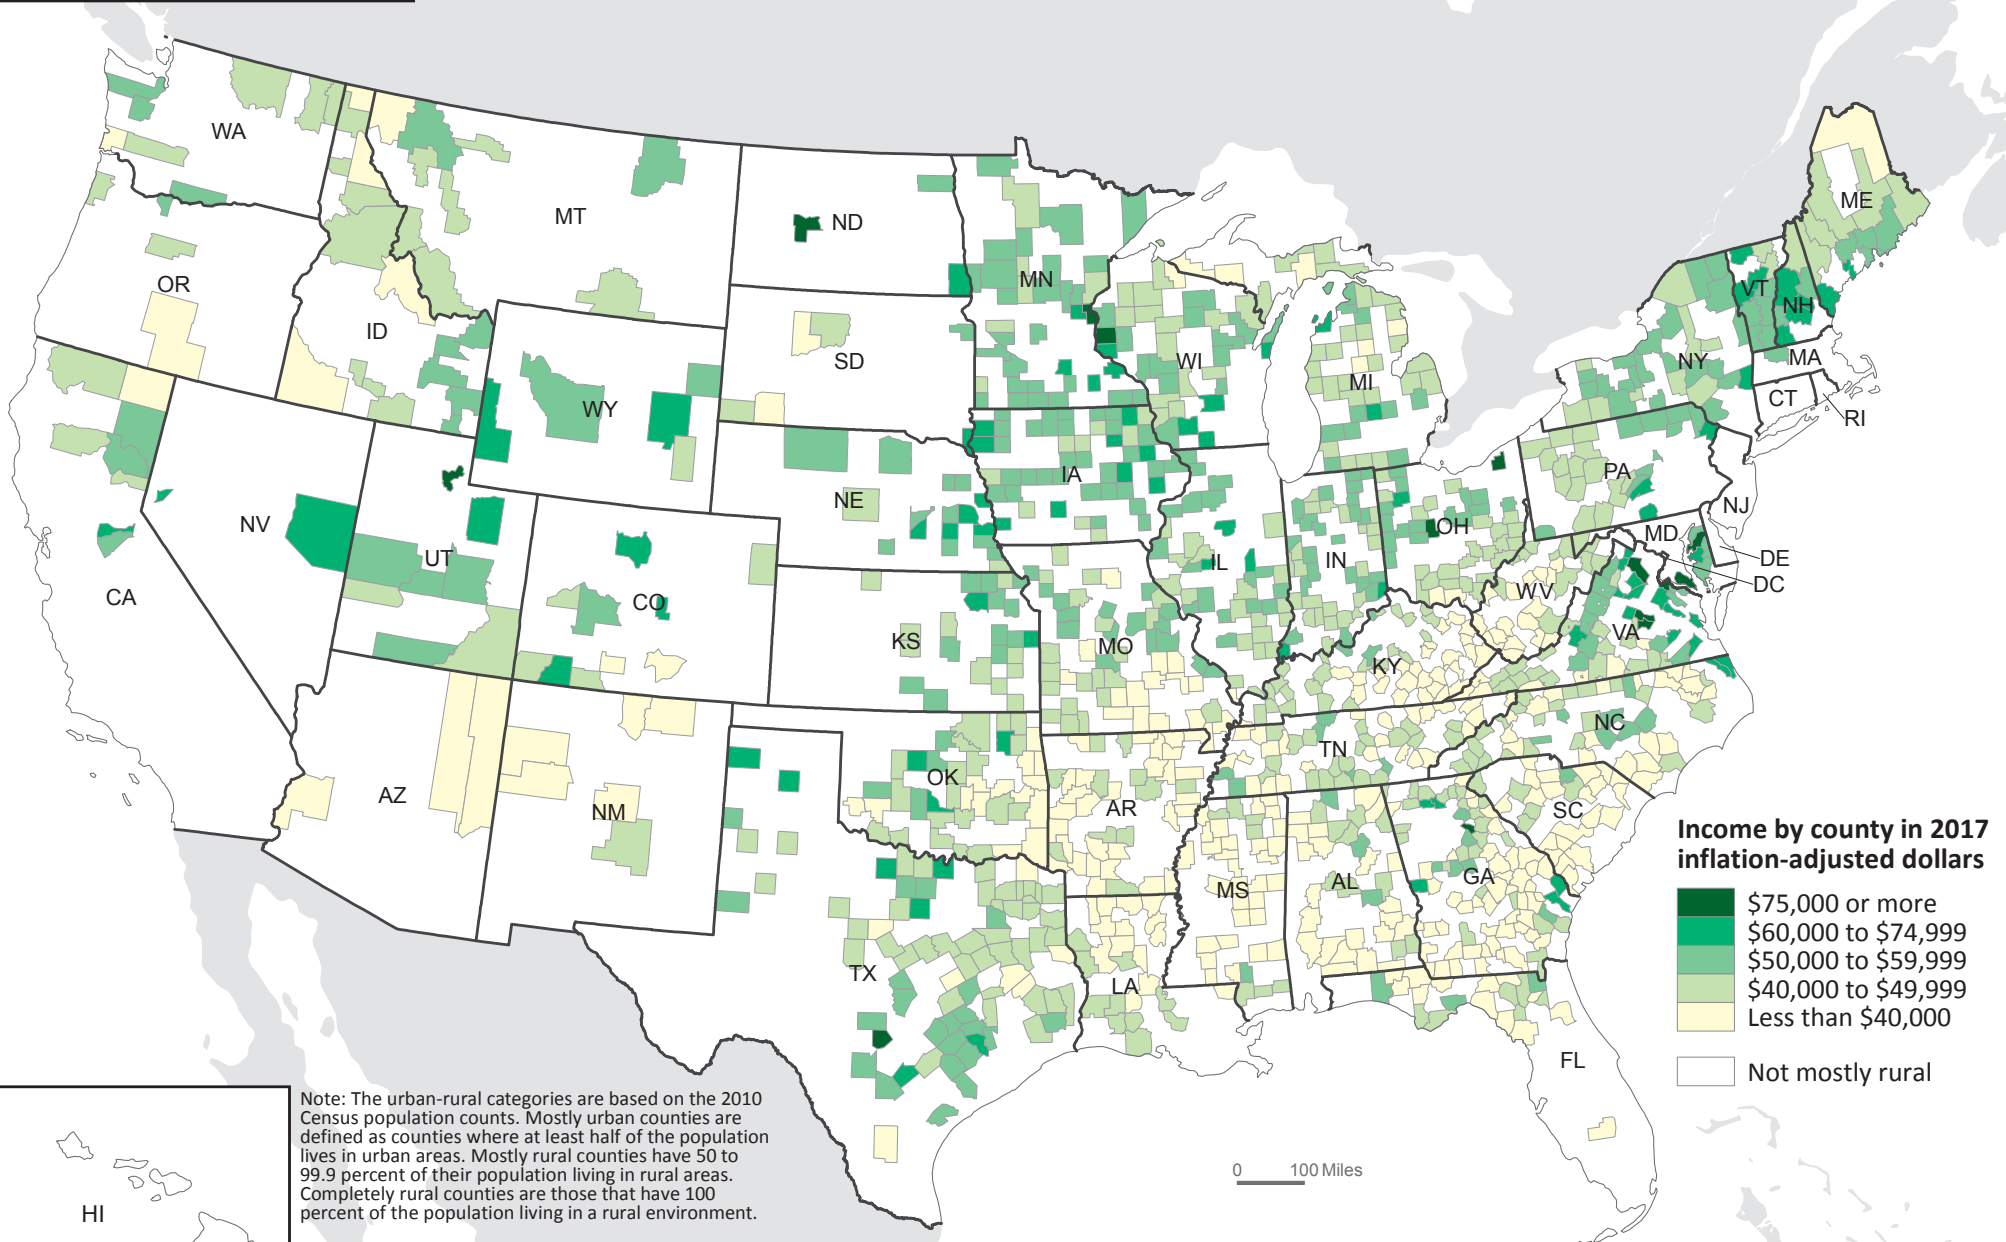 WA
MT
ND
OR
ID
MN
ME
VT
NH
SD
WY
WI
MI
NY
MA
CT
RI
NV
UT
CO
NE
IA
PA
NJ
CA
IL
IN
OH
MD
DE
DC
WV
VA
KS
MO
KY
AZ
NM
OK
AR
TN
NC
SC
MS
AL
GA
TX
LA
FL
Income by county in 2017
inflation-adjusted dollars
$75,000 or more
$60,000 to $74,999
$50,000 to $59,999
$40,000 to $49,999
Less than $40,000
Not mostly rural
HI
Note: The urban-rural categories are based on the 2010
Census population counts. Mostly urban counties are
defined as counties where at least half of the population
lives in urban areas. Mostly rural counties have 50 to
99.9 percent of their population living in rural areas.
Completely rural counties are those that have 100
percent of the population living in a rural environment.
0 100 Miles